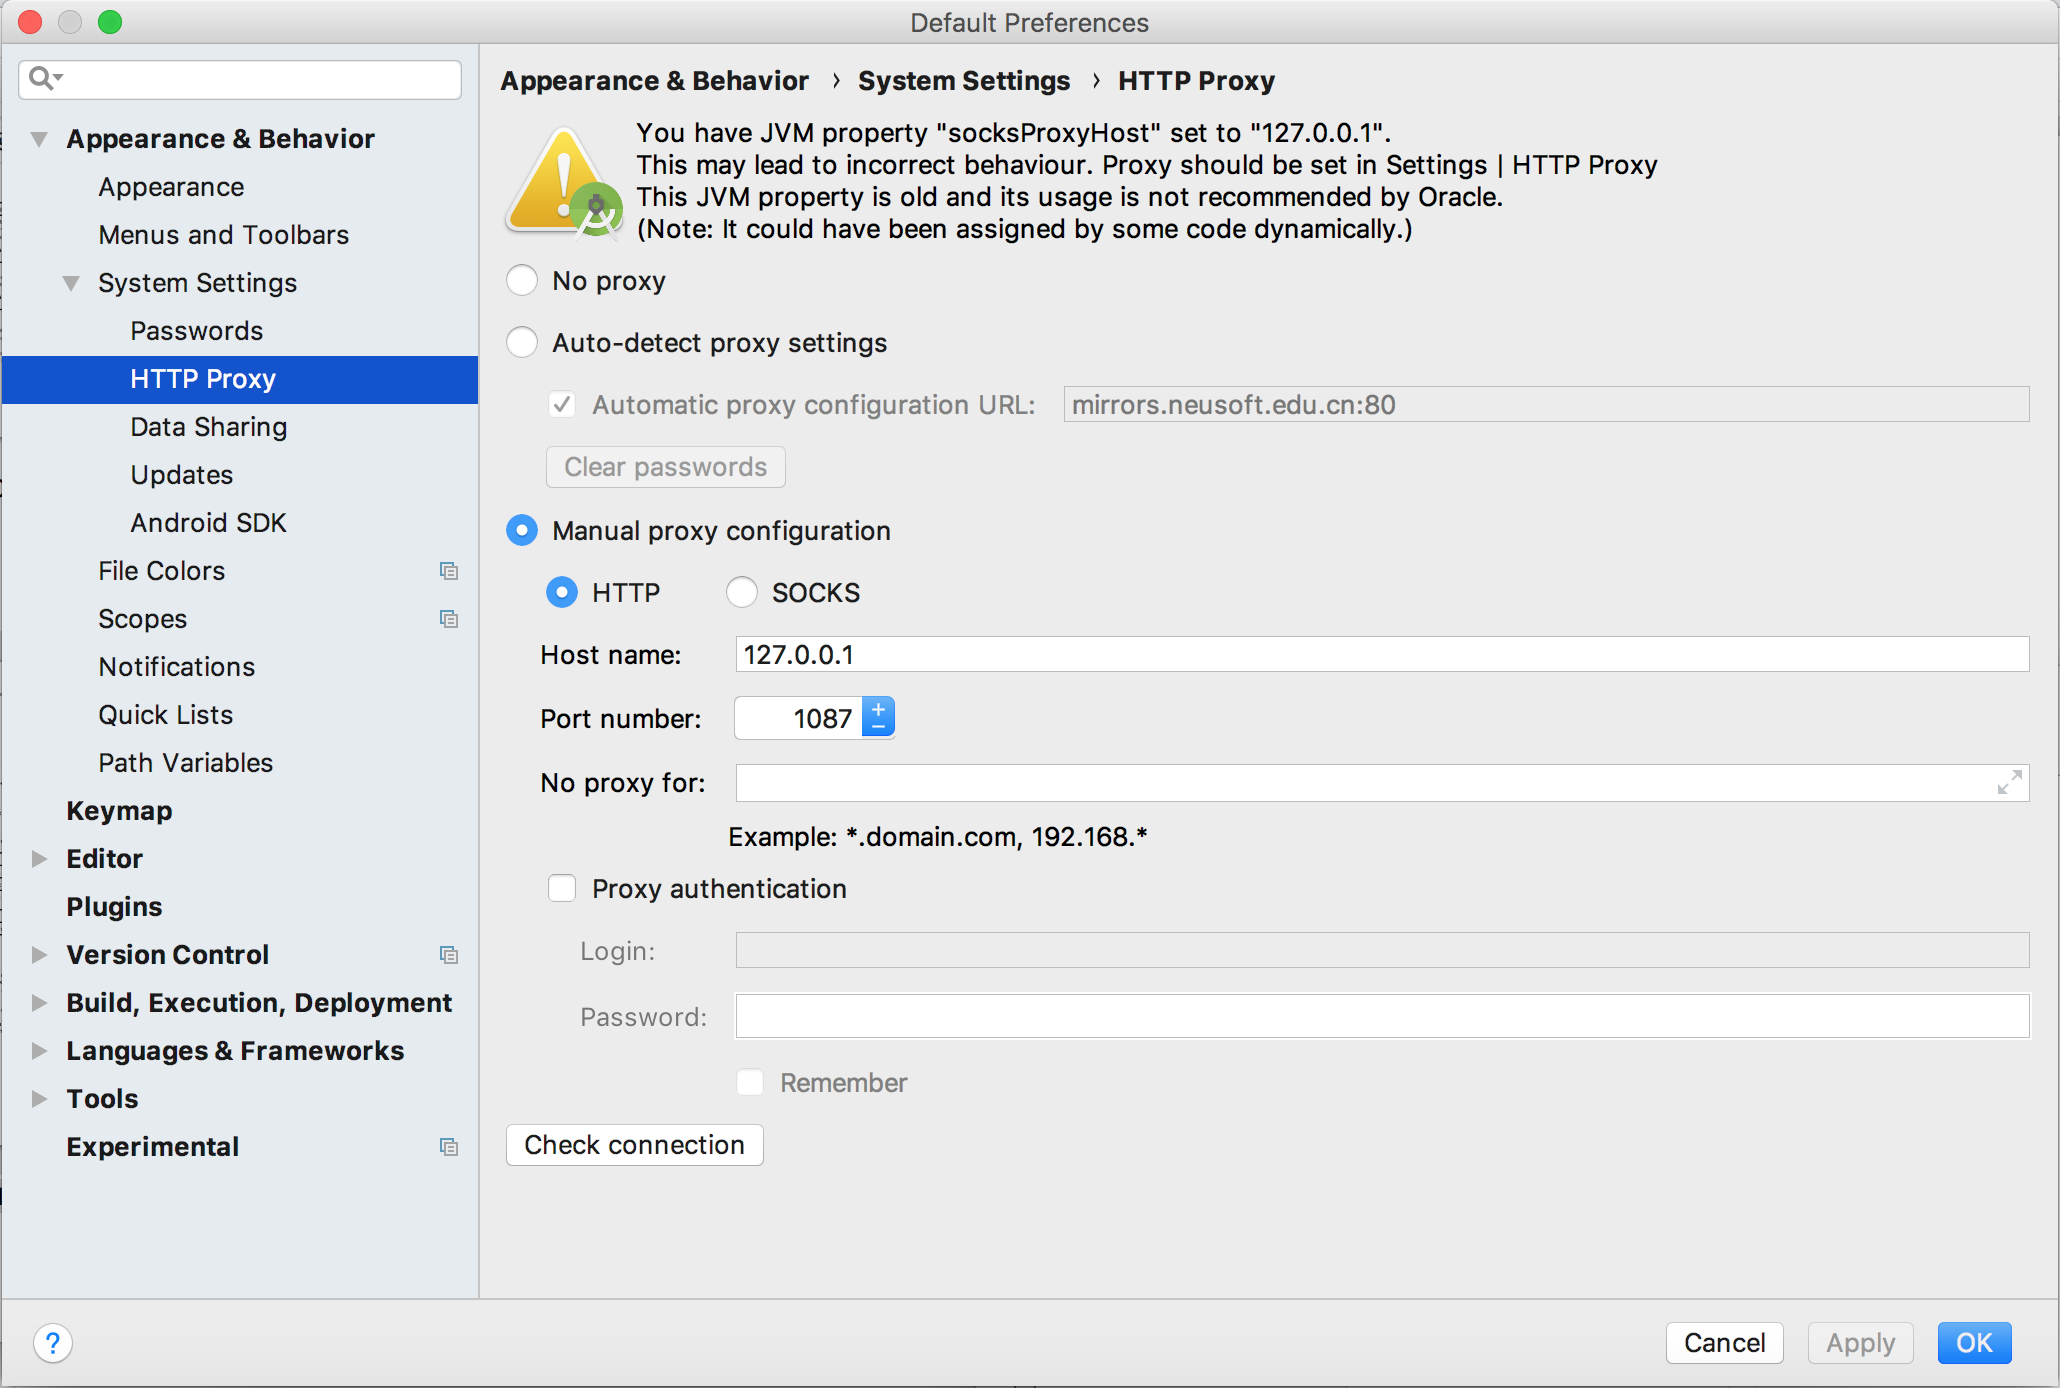 Default Preferences
Appearance & Behavior
Appearance
Menus and Toolbars
System Settings
Passwords
HTTP Proxy
Data Sharing
Updates
Android SDK
File Colors
Scopes
Notifications
Quick Lists
Path Variables
Keymap
Editor
Plugins
Version Control
Build, Execution, Deployment
Languages & Frameworks
Tools
Experimental
Appearance & Behavior › System Settings › HTTP Proxy
You have JVM property "socksProxyHost" set to "127.0.0.1".
This may lead to incorrect behaviour. Proxy should be set in Settings | HTTP Proxy
This JVM property is old and its usage is not recommended by Oracle.
(Note: It could have been assigned by some code dynamically.)
No proxy
Auto-detect proxy settings
Automatic proxy configuration URL: mirrors.neusoft.edu.cn:80
Clear passwords
Manual proxy configuration
HTTP SOCKS
Host name: 127.0.0.1
Port number: 1087
No proxy for:
Example: *.domain.com, 192.168.*
Proxy authentication
Login:
Password:
Remember
Check connection
? Cancel Apply OK